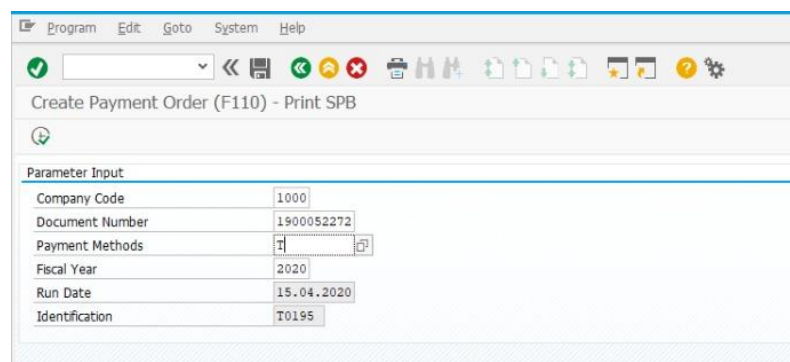 Program Edit Goto System Help
Create Payment Order (F110) - Print SPB
Parameter Input
Company Code 1000
Document Number 1900052272
Payment Methods T
Fiscal Year 2020
Run Date 15.04.2020
Identification T0195